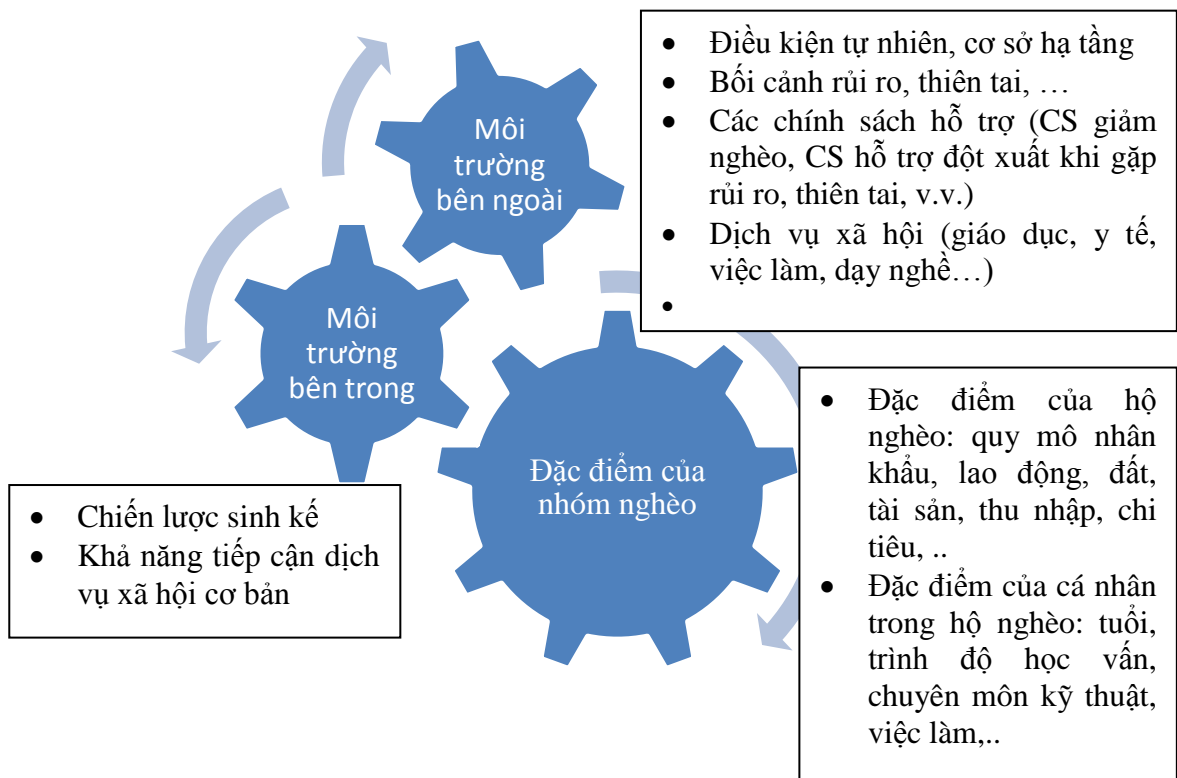 Môi
trường
bên ngoài
• Điều kiện tự nhiên, cơ sở hạ tầng
• Bối cảnh rủi ro, thiên tai, …
• Các chính sách hỗ trợ (CS giảm
nghèo, CS hỗ trợ đột xuất khi gặp
rủi ro, thiên tai, v.v.)
• Dịch vụ xã hội (giáo dục, y tế,
việc làm, dạy nghề…)
•
Môi
trường
bên trong
• Chiến lược sinh kế
• Khả năng tiếp cận dịch
vụ xã hội cơ bản
Đặc điểm của
nhóm nghèo
• Đặc điểm của hộ
nghèo: quy mô nhân
khẩu, lao động, đất,
tài sản, thu nhập, chi
tiêu, ..
• Đặc điểm của cá nhân
trong hộ nghèo: tuổi,
trình độ học vấn,
chuyên môn kỹ thuật,
việc làm,..